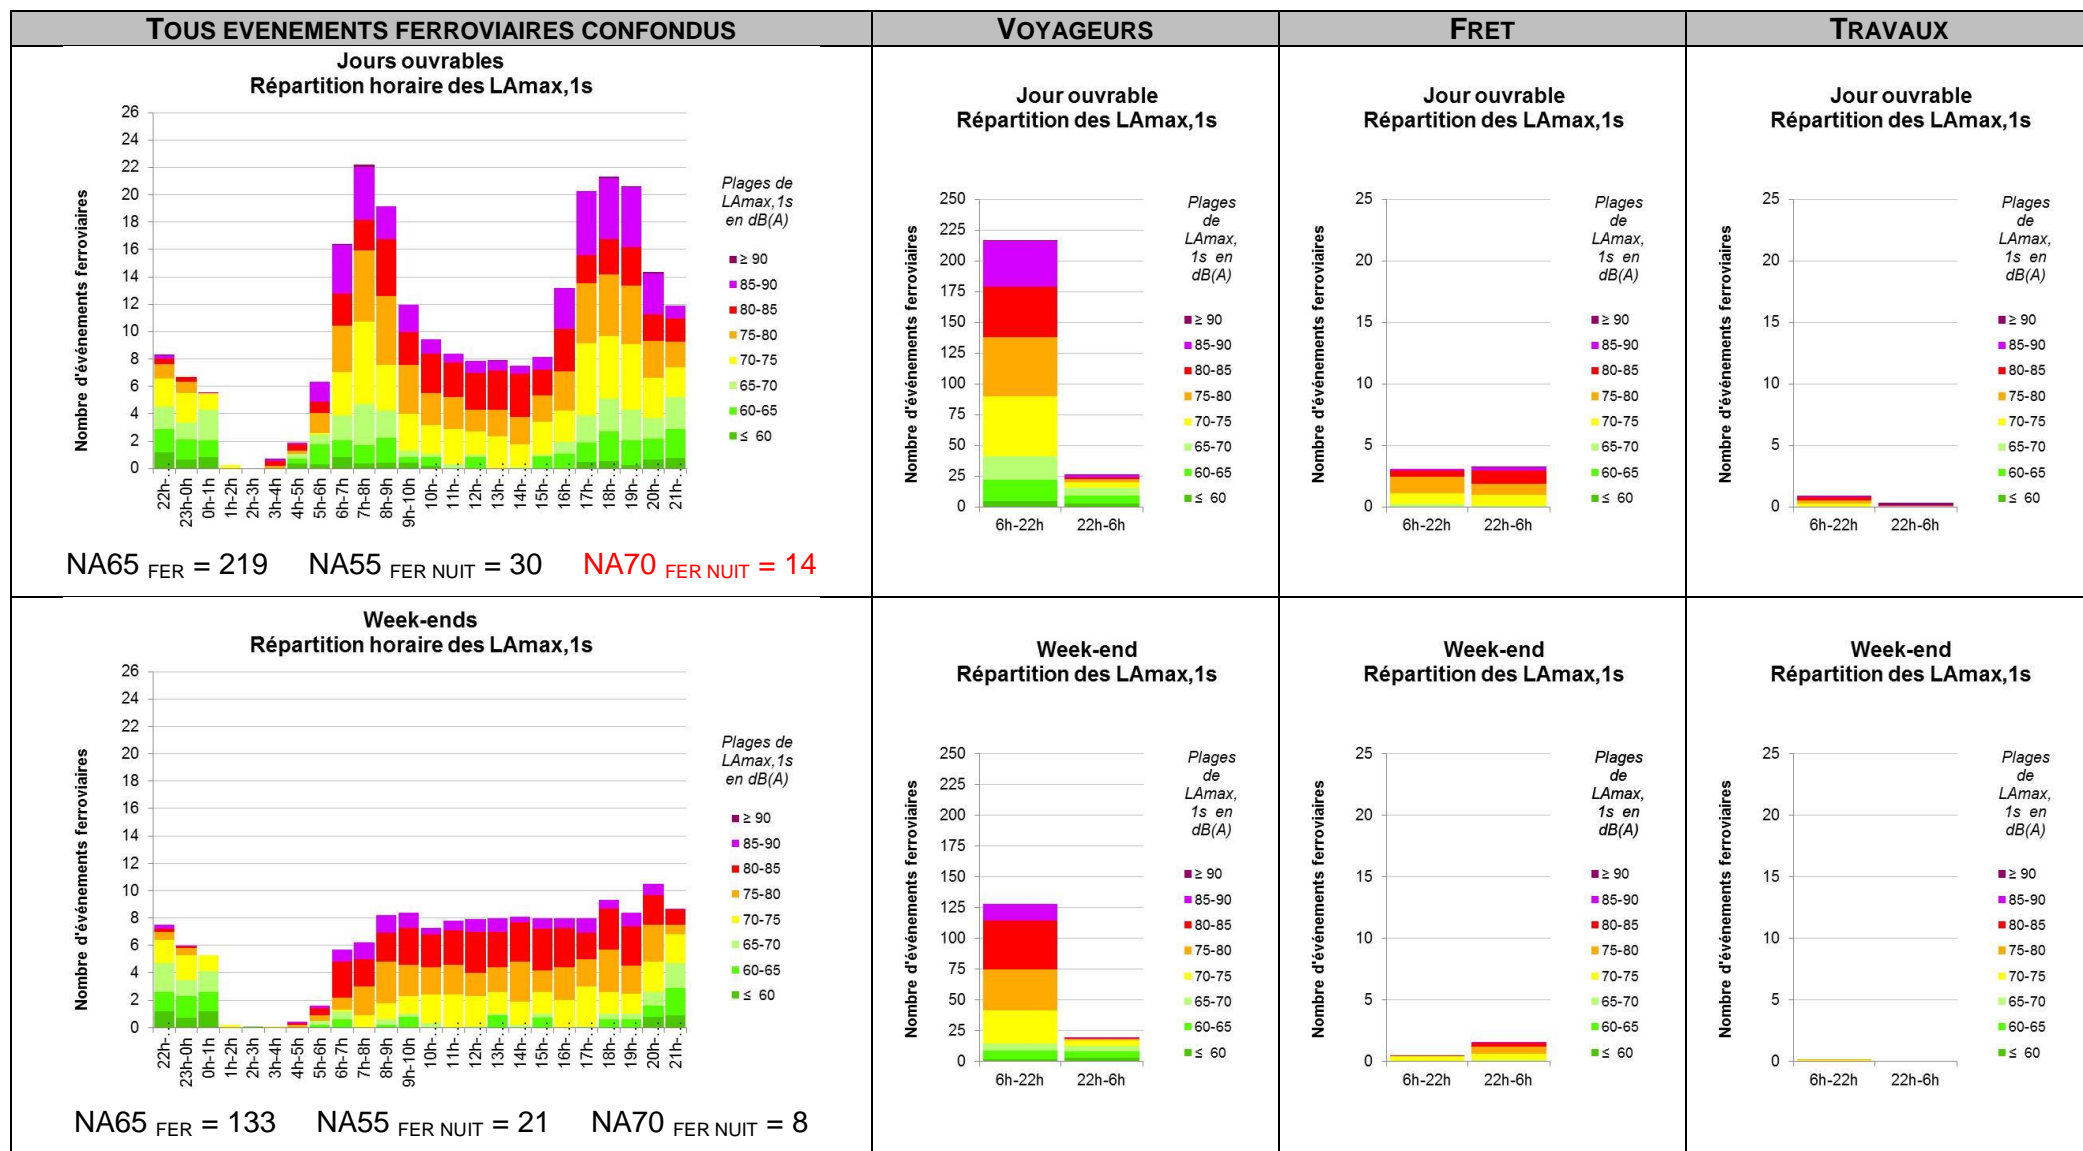 TOUS EVENEMENTS FERROVIAIRES CONFONDUS
VOYAGEURS
FRET
TRAVAUX
Jours ouvrables
Répartition horaire des LAmax,1s
Nombre d'événements ferroviaires
26
24
22
20
18
16
14
12
10
8
6
4
2
0
22h-..
23h-0h
0h-1h
1h-2h
2h-3h
3h-4h
4h-5h
5h-6h
6h-7h
7h-8h
8h-9h
9h-10h
10h-..
11h-..
12h-..
13h-..
14h-..
15h-..
16h-..
17h-..
18h-..
19h-..
20h-..
21h-..
Plages de
LAmax,1s
en dB(A)
≥ 90
85-90
80-85
75-80
70-75
65-70
60-65
≤ 60
NA65 FER = 219 NA55 FER NUIT = 30 NA70 FER NUIT = 14
Jour ouvrable
Répartition des LAmax,1s
Nombre d'événements ferroviaires
250
225
200
175
150
125
100
75
50
25
0
6h-22h 22h-6h
Plages
de
LAmax,
1s en
dB(A)
≥ 90
85-90
80-85
75-80
70-75
65-70
60-65
≤ 60
Jour ouvrable
Répartition des LAmax,1s
Nombre d'événements ferroviaires
25
20
15
10
5
0
6h-22h 22h-6h
Plages
de
LAmax,
1s en
dB(A)
≥ 90
85-90
80-85
75-80
70-75
65-70
60-65
≤ 60
Jour ouvrable
Répartition des LAmax,1s
Nombre d'événements ferroviaires
25
20
15
10
5
0
6h-22h 22h-6h
Plages
de
LAmax,
1s en
dB(A)
≥ 90
85-90
80-85
75-80
70-75
65-70
60-65
≤ 60
Week-ends
Répartition horaire des LAmax,1s
Nombre d'événements ferroviaires
26
24
22
20
18
16
14
12
10
8
6
4
2
0
22h-..
23h-0h
0h-1h
1h-2h
2h-3h
3h-4h
4h-5h
5h-6h
6h-7h
7h-8h
8h-9h
9h-10h
10h-..
11h-..
12h-..
13h-..
14h-..
15h-..
16h-..
17h-..
18h-..
19h-..
20h-..
21h-..
Plages de
LAmax,1s
en dB(A)
≥ 90
85-90
80-85
75-80
70-75
65-70
60-65
≤ 60
NA65 FER = 133 NA55 FER NUIT = 21 NA70 FER NUIT = 8
Week-end
Répartition des LAmax,1s
Nombre d'événements ferroviaires
250
225
200
175
150
125
100
75
50
25
0
6h-22h 22h-6h
Plages
de
LAmax,
1s en
dB(A)
≥ 90
85-90
80-85
75-80
70-75
65-70
60-65
≤ 60
Week-end
Répartition des LAmax,1s
Nombre d'événements ferroviaires
25
20
15
10
5
0
6h-22h 22h-6h
Plages
de
LAmax,
1s en
dB(A)
≥ 90
85-90
80-85
75-80
70-75
65-70
60-65
≤ 60
Week-end
Répartition des LAmax,1s
Nombre d'événements ferroviaires
25
20
15
10
5
0
6h-22h 22h-6h
Plages
de
LAmax,
1s en
dB(A)
≥ 90
85-90
80-85
75-80
70-75
65-70
60-65
≤ 60